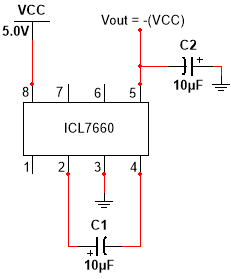 VCC
Vout = -(VCC)
5.0V
C2
+
10µF
8 7 6 5
ICL7660
1 2 3 4
C1
+
10µF